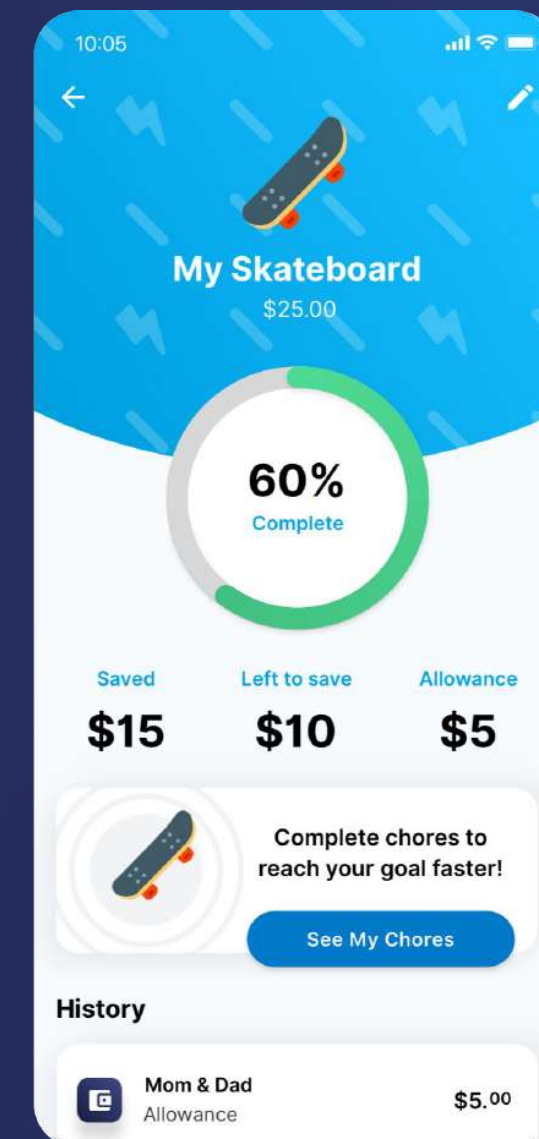 10:05
My Skateboard
$25.00
60%
Complete
Saved
Left to save
Allowance
$15
$10
$5
Complete chores to
reach your goal faster!
See My Chores
History
Mom & Dad
Allowance
$5.00